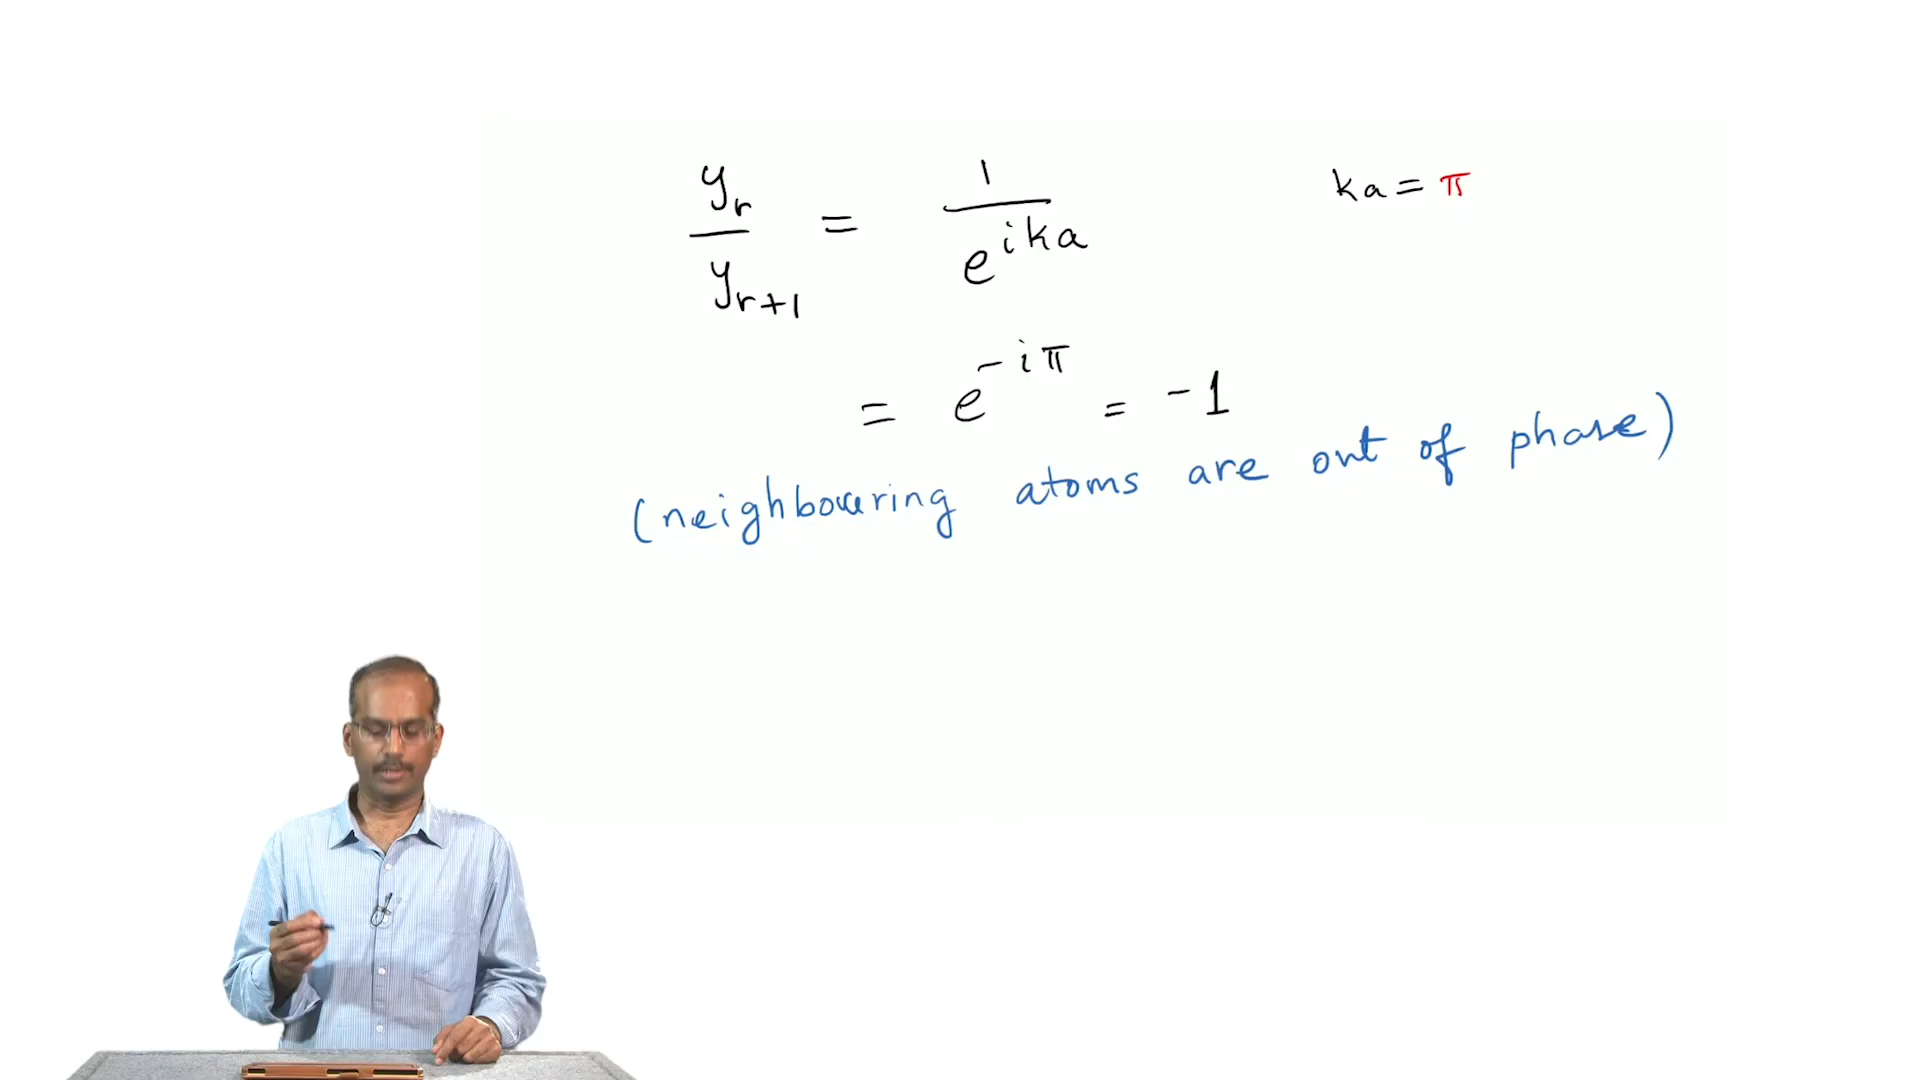 y_r / y_{r+1} = 1 / e^{ika}
ka = π
= e^{-iπ} = -1
(neighbouring atoms are out of phase)